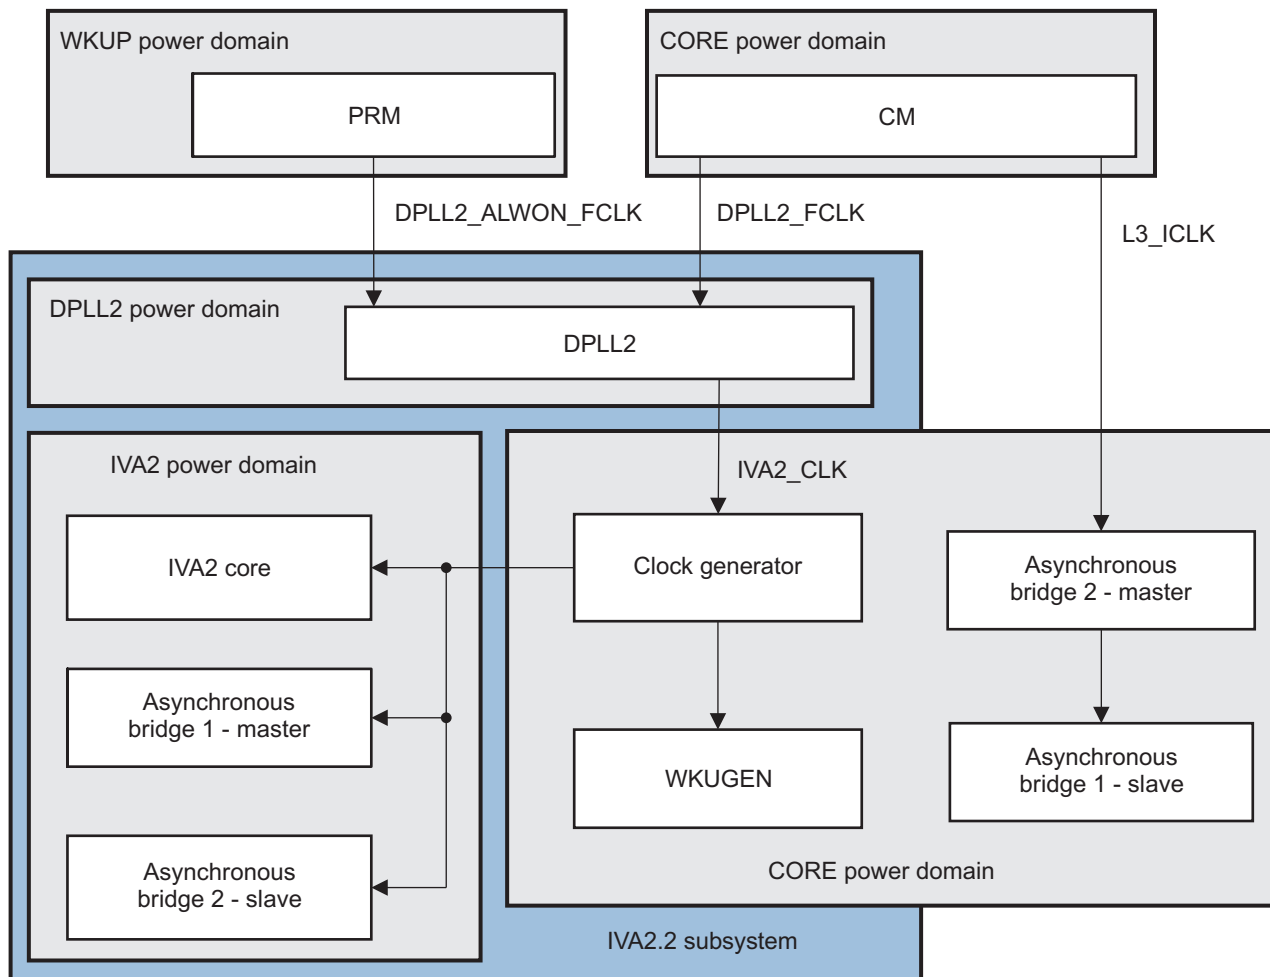 WKUP power domain
CORE power domain
PRM
CM
DPLL2_ALWON_FCLK
DPLL2_FCLK
L3_ICLK
DPLL2 power domain
DPLL2
IVA2 power domain
IVA2_CLK
IVA2 core
Clock generator
Asynchronous
bridge 2 - master
Asynchronous
bridge 1 - master
WKUGEN
Asynchronous
bridge 1 - slave
Asynchronous
bridge 2 - slave
CORE power domain
IVA2.2 subsystem